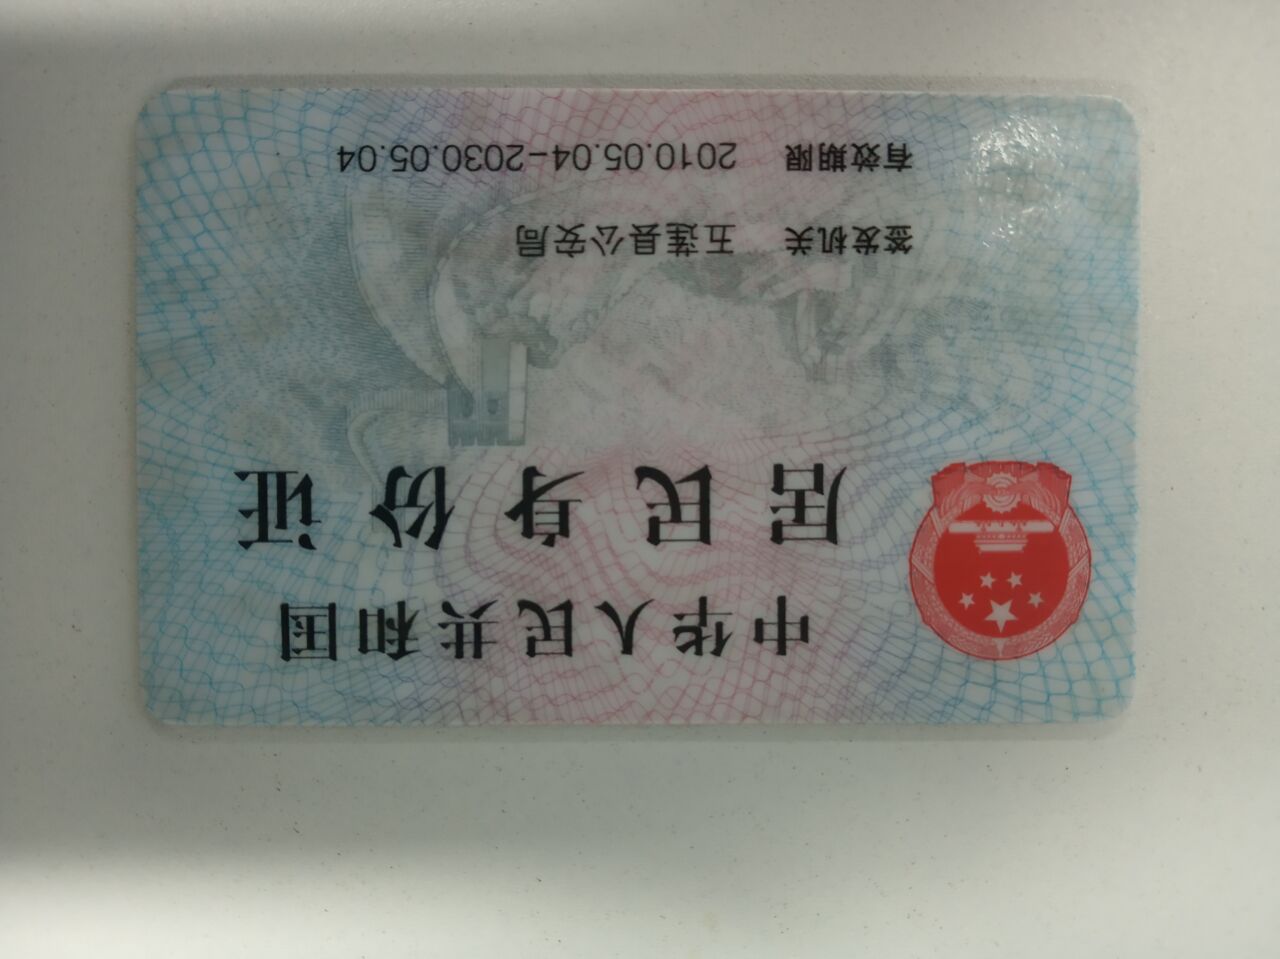 中华人民共和国
居民身份证
签发机关 五莲县公安局
有效期限 2010.05.04-2030.05.04